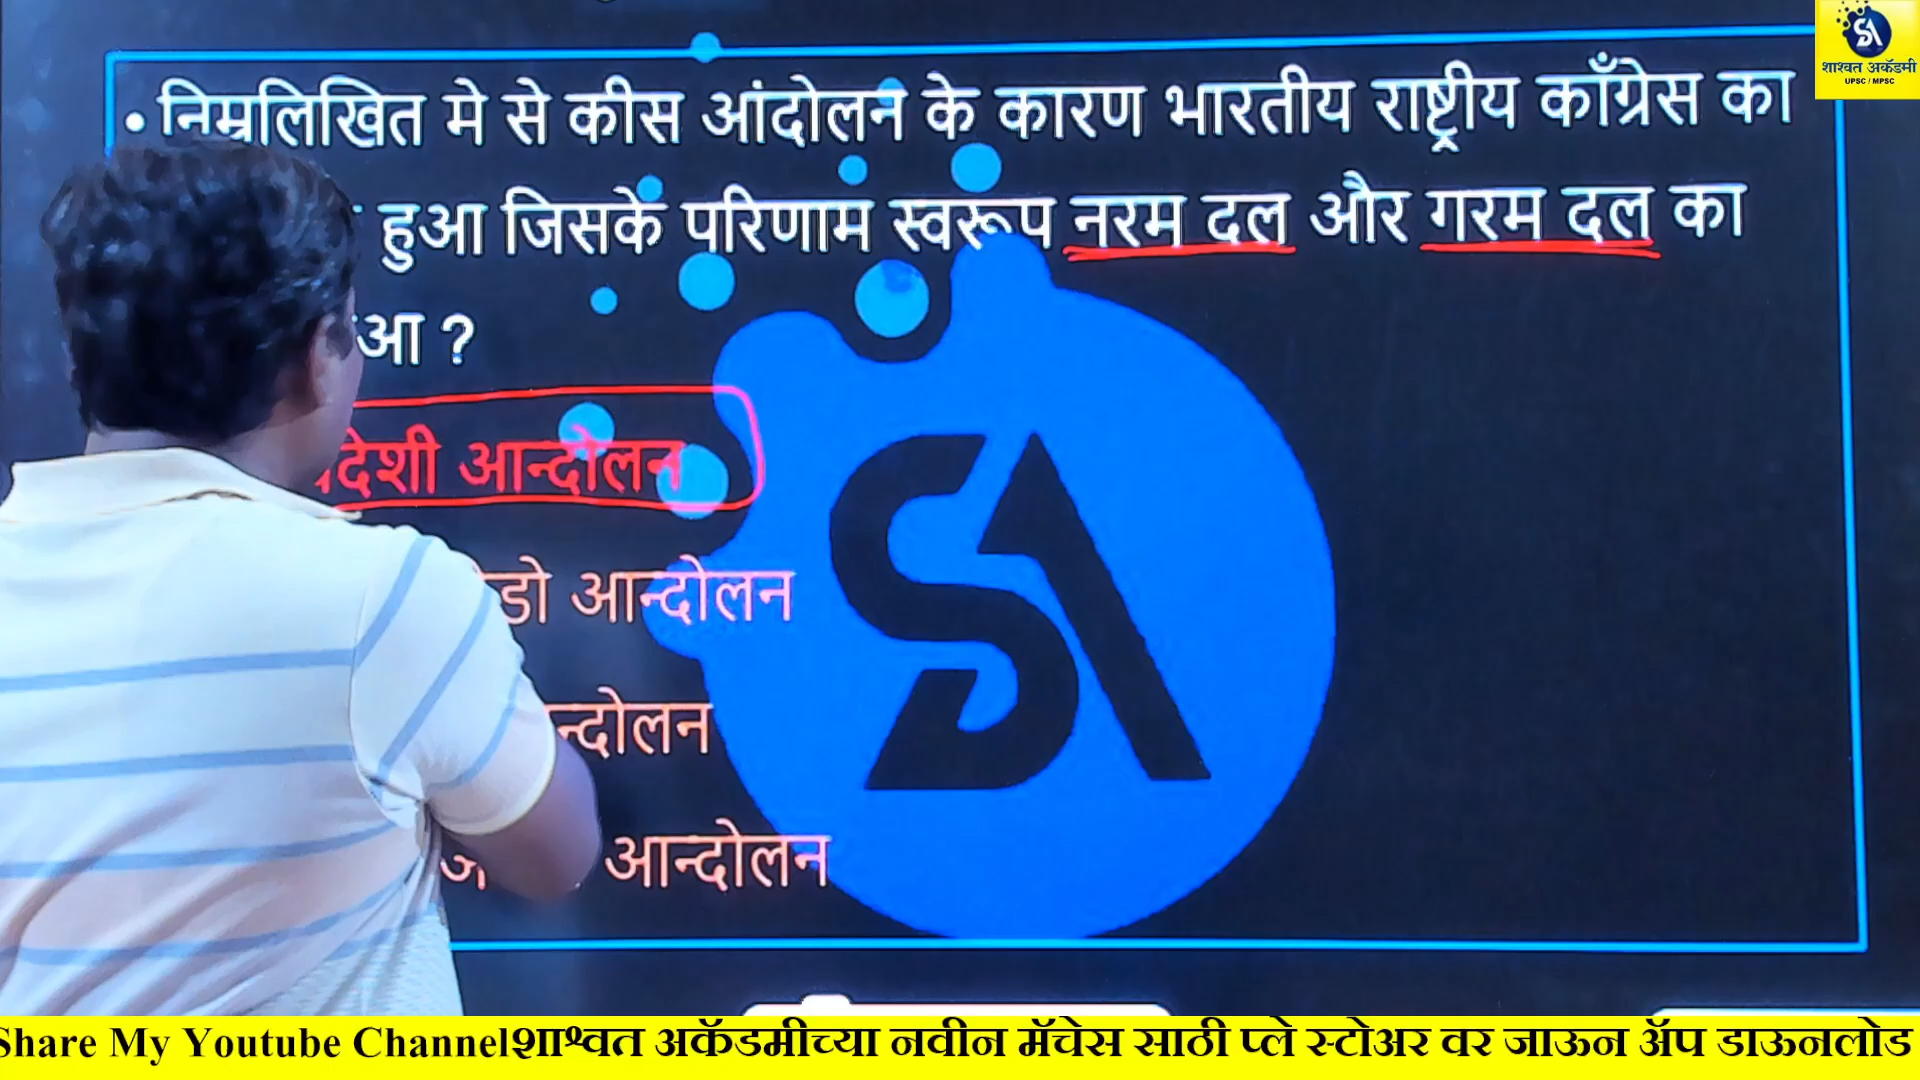 शाश्वत अकॅडमी
UPSC / MPSC
• निम्नलिखित मे से कीस आंदोलन के कारण भारतीय राष्ट्रीय काँग्रेस का
हुआ जिसके परिणाम स्वरूप नरम दल और गरम दल का
?
आन्दोलन
आन्दोलन
आन्दोलन
SA
Share My Youtube Channelशाश्वत अकॅडमीच्या नवीन मॅचेस साठी प्ले स्टोअर वर जाऊन ॲप डाऊनलोड